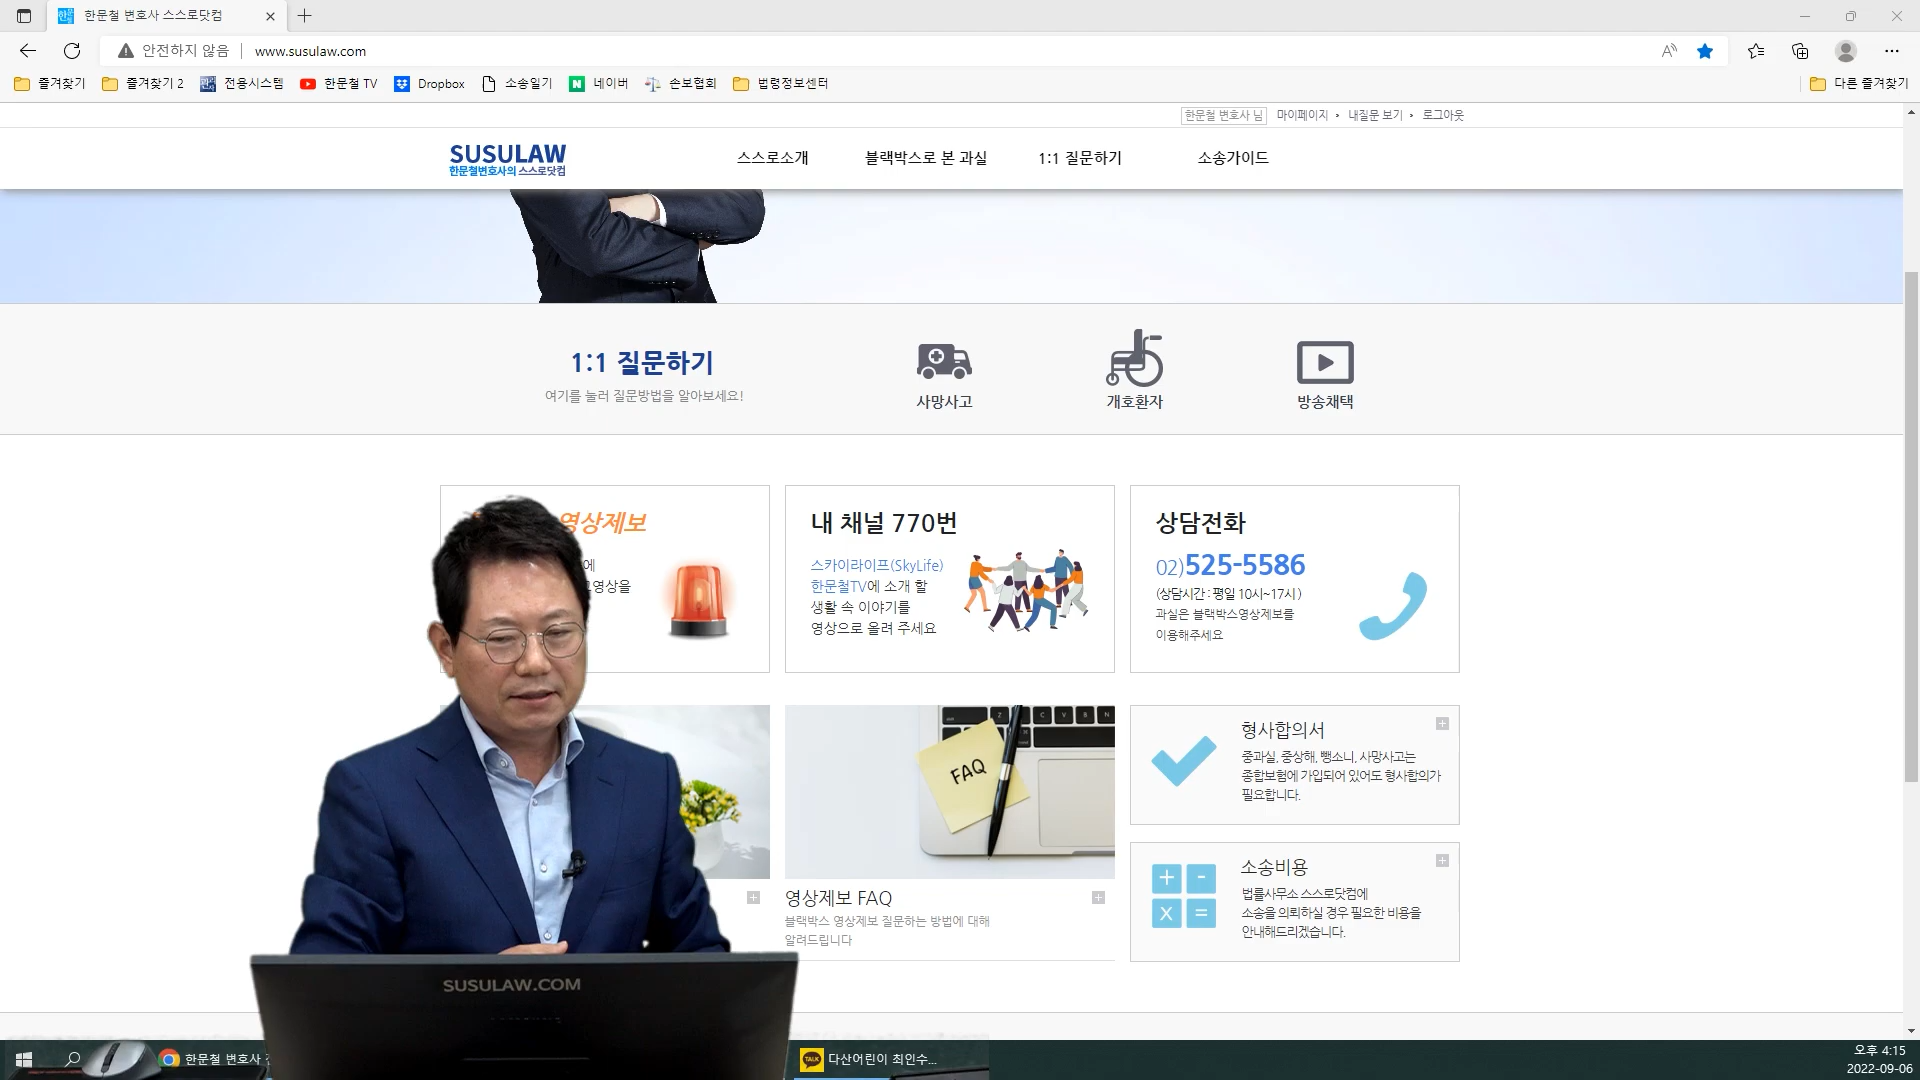 한문철 변호사 스스로닷컴
안전하지 않음
www.susulaw.com
즐겨찾기
즐겨찾기 2
전용시스템
한문철 TV
Dropbox
소송일기
네이버
손보협회
법령정보센터
다른 즐겨찾기
한문철 변호사 님
마이페이지
내질문 보기
로그아웃
SUSULAW
한문철변호사의 스스로닷컴
스스로소개
블랙박스로 본 과실
1:1 질문하기
소송가이드
1:1 질문하기
여기를 눌러 질문방법을 알아보세요!
사망사고
개호환자
방송채택
영상제보
에
영상을
내 채널 770번
스카이라이프(SkyLife)
한문철TV에 소개 할
생활 속 이야기를
영상으로 올려 주세요
상담전화
02)525-5586
(상담시간 : 평일 10시~17시 )
과실은 블랙박스영상제보를
이용해주세요
FAQ
영상제보 FAQ
블랙박스 영상제보 질문하는 방법에 대해
알려드립니다
형사합의서
중과실, 중상해, 뺑소니, 사망사고는
종합보험에 가입되어 있어도 형사합의가
필요합니다.
소송비용
법률사무소 스스로닷컴에
소송을 의뢰하실 경우 필요한 비용을
안내해드리겠습니다.
SUSULAW.COM
한문철 변호사
TALK
다산어린이 최인수...
오후 4:15
2022-09-06